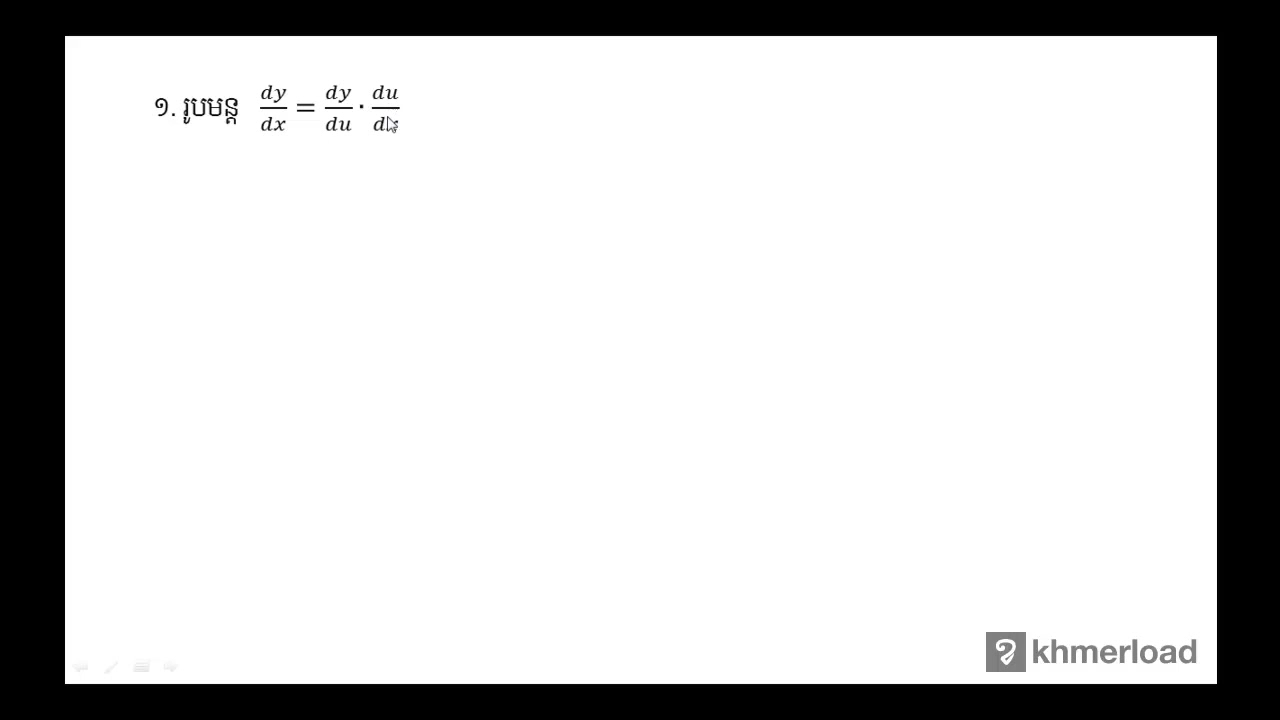 ១. រូបមន្ត dy/dx = dy/du · du/dx
khmerload